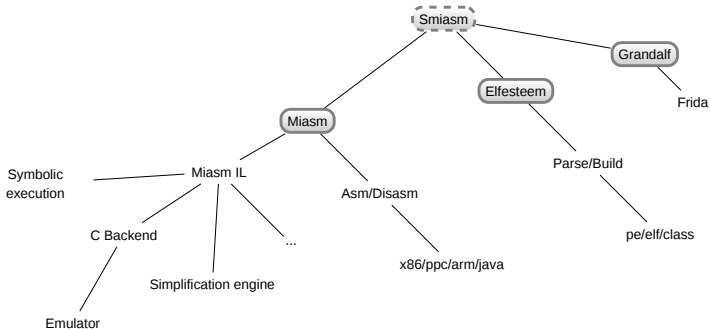 Smiasm
Grandalf
Elfesteem
Frida
Miasm
Parse/Build
Symbolic
execution
Miasm IL
Asm/Disasm
C Backend
...
pe/elf/class
x86/ppc/arm/java
Simplification engine
Emulator